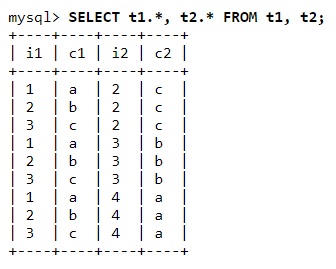 mysql> SELECT t1.*, t2.* FROM t1, t2;
+----+----+----+----+
| i1 | c1 | i2 | c2 |
+----+----+----+----+
| 1 | a | 2 | c |
| 2 | b | 2 | c |
| 3 | c | 2 | c |
| 1 | a | 3 | b |
| 2 | b | 3 | b |
| 3 | c | 3 | b |
| 1 | a | 4 | a |
| 2 | b | 4 | a |
| 3 | c | 4 | a |
+----+----+----+----+